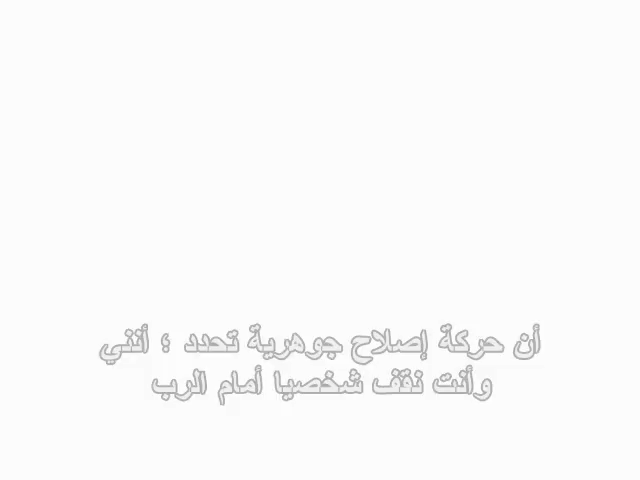 أن حركة إصلاح جوهرية تحدد ؛ أنني
وأنت نقف شخصيا أمام الرب